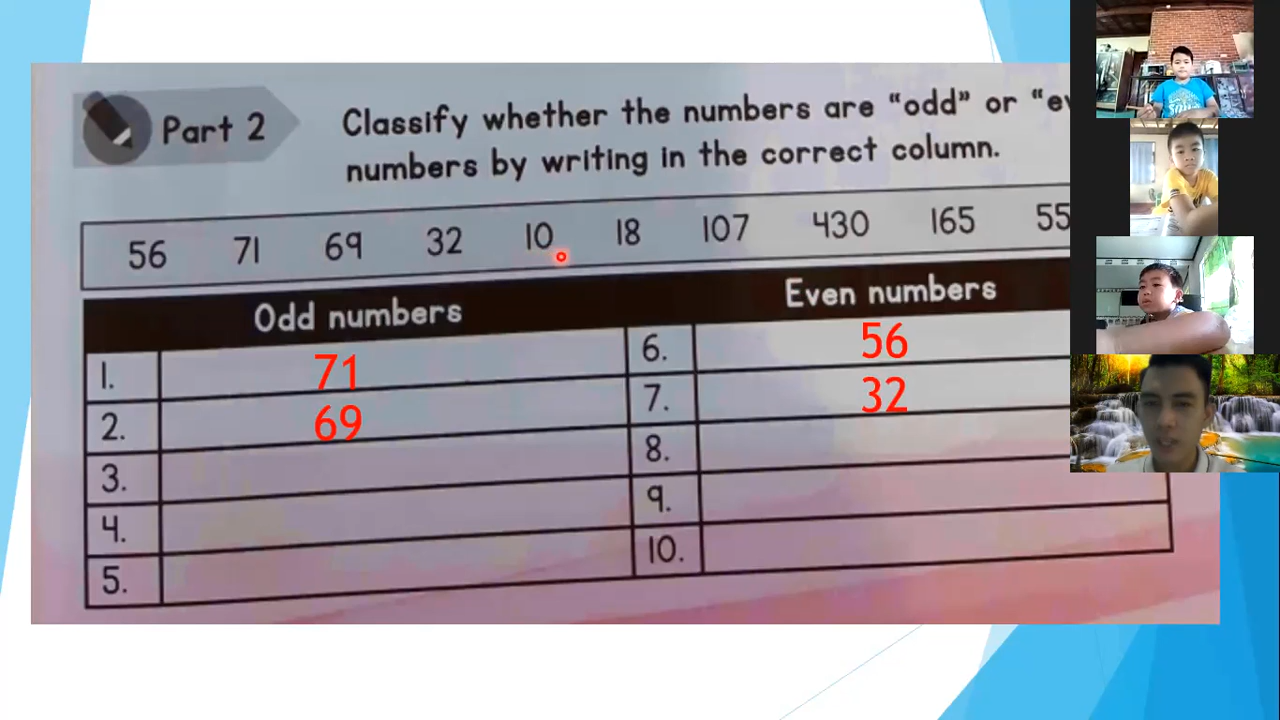 Part 2
Classify whether the numbers are "odd" or
numbers by writing in the correct column.
56 71 69 32 10 18 107 430 165 55
Odd numbers Even numbers
1. 71 6. 56
2. 69 7. 32
3. 8.
4. 9.
5. 10.